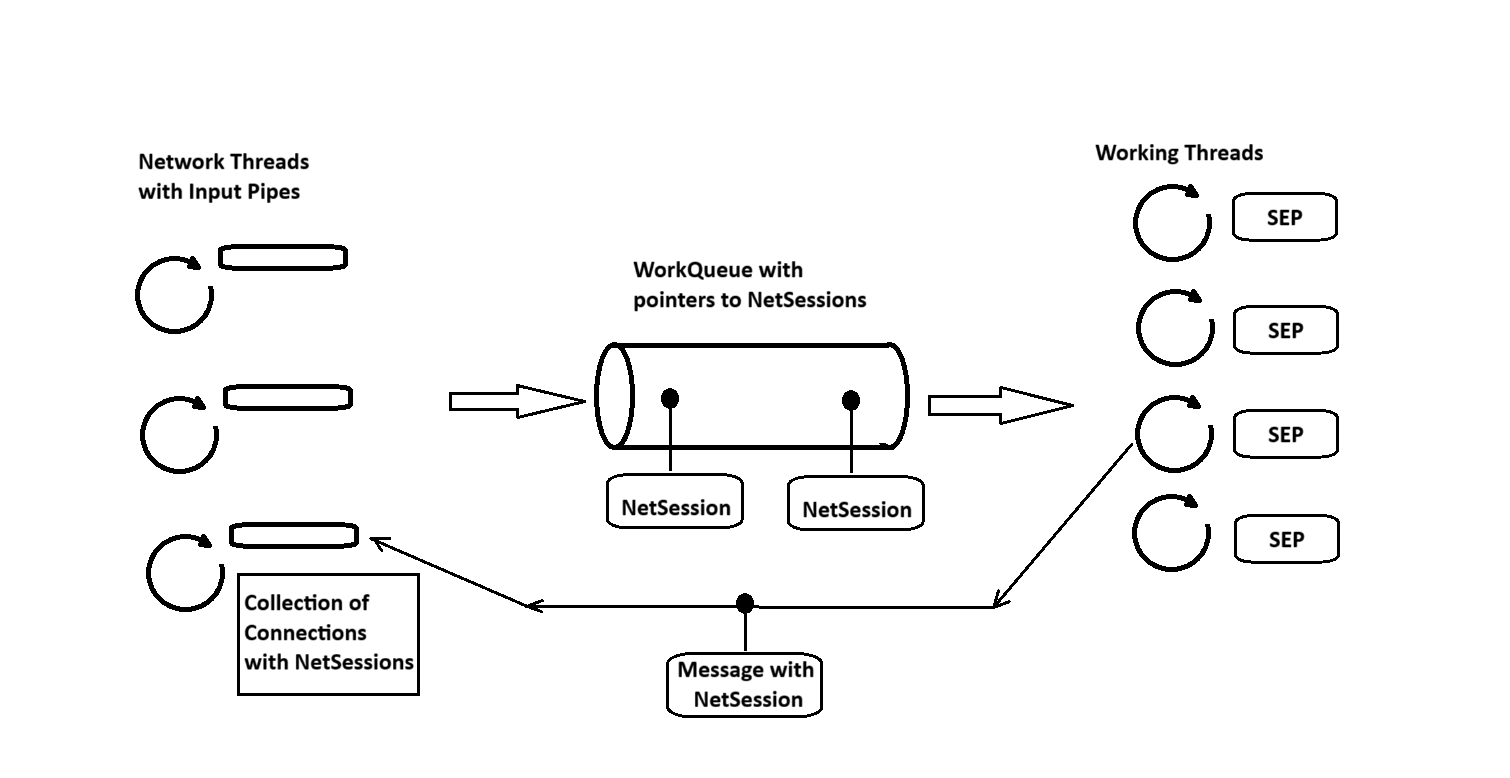 Network Threads
with Input Pipes
WorkQueue with
pointers to NetSessions
NetSession
NetSession
Working Threads
SEP
SEP
SEP
SEP
Collection of
Connections
with NetSessions
Message with
NetSession